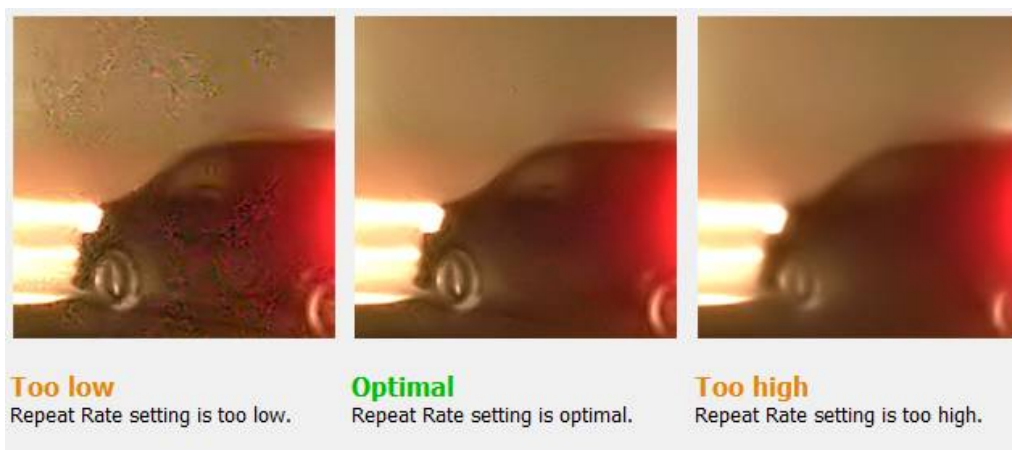 Too low
Repeat Rate setting is too low.
Optimal
Repeat Rate setting is optimal.
Too high
Repeat Rate setting is too high.